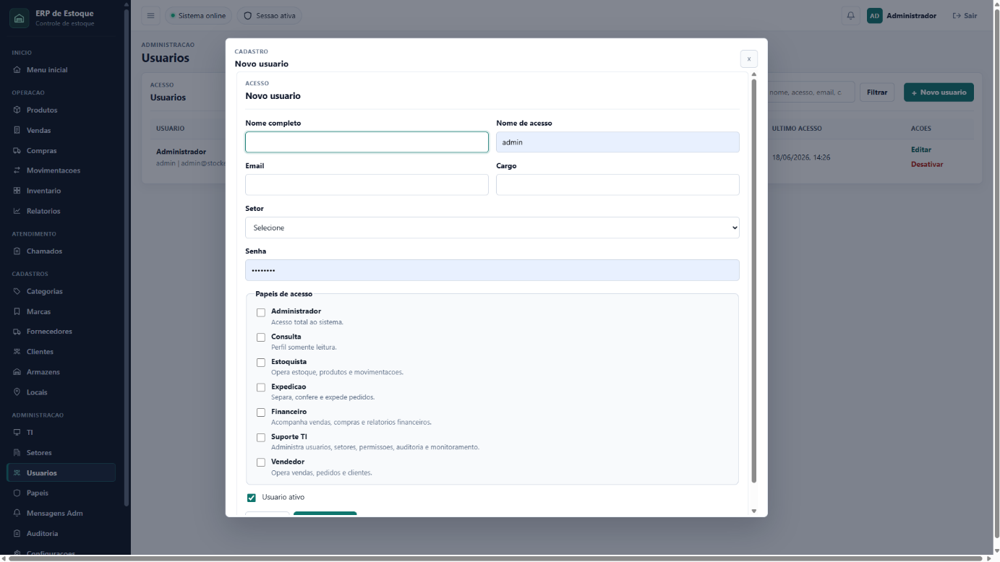 ERP de Estoque
Controle de estoque
INICIO
Menu inicial
OPERACAO
Produtos
Vendas
Compras
Movimentacoes
Inventario
Relatorios
ATENDIMENTO
Chamados
CADASTROS
Categorias
Marcas
Fornecedores
Clientes
Armazens
Locais
ADMINISTRACAO
TI
Setores
Usuarios
Papeis
Mensagens Adm
Auditoria
Configuracoes
Sistema online
Sessao ativa
AD
Administrador
Sair
ADMINISTRACAO
Usuarios
ACESSO
Usuarios
nome, acesso, email, c
Filtrar
+ Novo usuario
USUARIO
ULTIMO ACESSO
ACOES
Administrador
admin | admin@stocke
18/06/2026, 14:26
Editar
Desativar
CADASTRO
Novo usuario
x
ACESSO
Novo usuario
Nome completo
Nome de acesso
admin
Email
Cargo
Setor
Selecione
Senha
••••••••
Papeis de acesso
Administrador
Acesso total ao sistema.
Consulta
Perfil somente leitura.
Estoquista
Opera estoque, produtos e movimentacoes.
Expedicao
Separa, confere e expede pedidos.
Financeiro
Acompanha vendas, compras e relatorios financeiros.
Suporte TI
Administra usuarios, setores, permissoes, auditoria e monitoramento.
Vendedor
Opera vendas, pedidos e clientes.
Usuario ativo